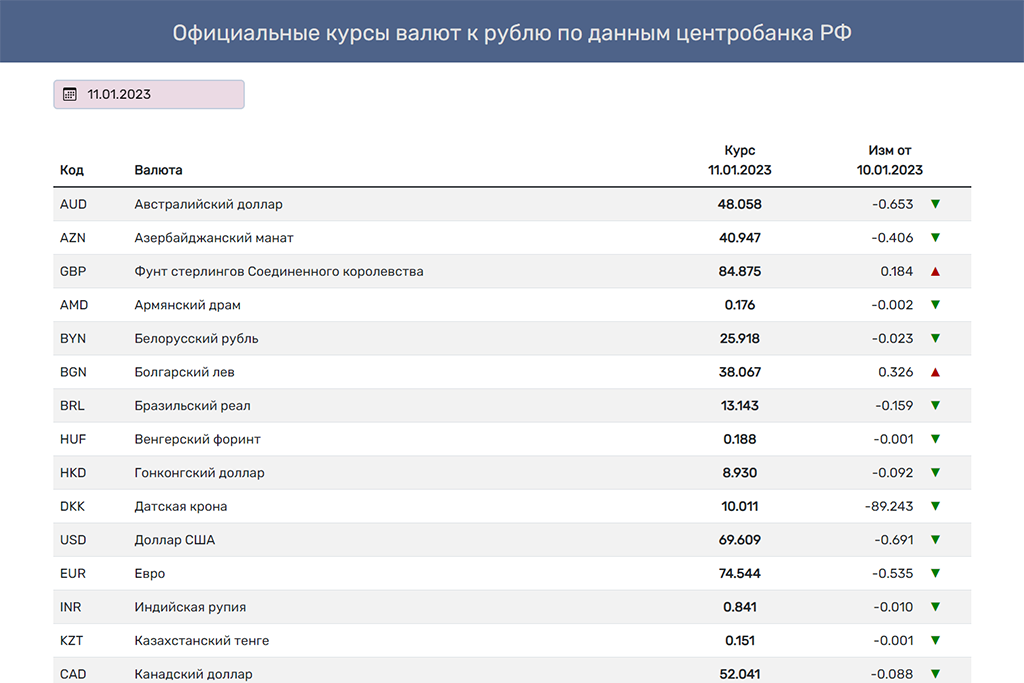 Официальные курсы валют к рублю по данным центробанка РФ
11.01.2023
Код Валюта Курс 11.01.2023 Изм от 10.01.2023
AUD Австралийский доллар 48.058 -0.653 ▼
AZN Азербайджанский манат 40.947 -0.406 ▼
GBP Фунт стерлингов Соединенного королевства 84.875 0.184 ▲
AMD Армянский драм 0.176 -0.002 ▼
BYN Белорусский рубль 25.918 -0.023 ▼
BGN Болгарский лев 38.067 0.326 ▲
BRL Бразильский реал 13.143 -0.159 ▼
HUF Венгерский форинт 0.188 -0.001 ▼
HKD Гонконгский доллар 8.930 -0.092 ▼
DKK Датская крона 10.011 -89.243 ▼
USD Доллар США 69.609 -0.691 ▼
EUR Евро 74.544 -0.535 ▼
INR Индийская рупия 0.841 -0.010 ▼
KZT Казахстанский тенге 0.151 -0.001 ▼
CAD Канадский доллар 52.041 -0.088 ▼